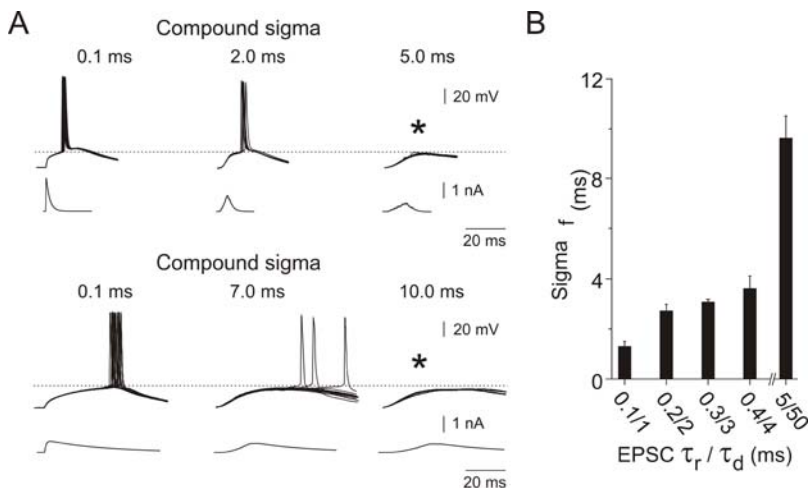 A
Compound sigma
0.1 ms 2.0 ms 5.0 ms
20 mV
*
1 nA
20 ms
Compound sigma
0.1 ms 7.0 ms 10.0 ms
20 mV
*
1 nA
20 ms
B
Sigma f (ms)
12
8
4
0
0.1/1 0.2/2 0.3/3 0.4/4 5/50
EPSC τr / τd (ms)